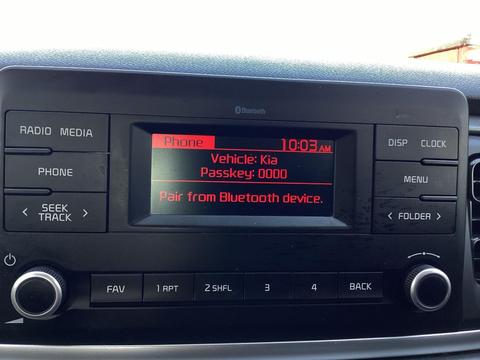 Bluetooth
RADIO MEDIA
Phone 10:03 AM
DISP CLOCK
Vehicle: Kia
Passkey: 0000
PHONE
MENU
Pair from Bluetooth device.
< SEEK TRACK >
< FOLDER >
FAV 1 RPT 2 SHFL 3 4 BACK